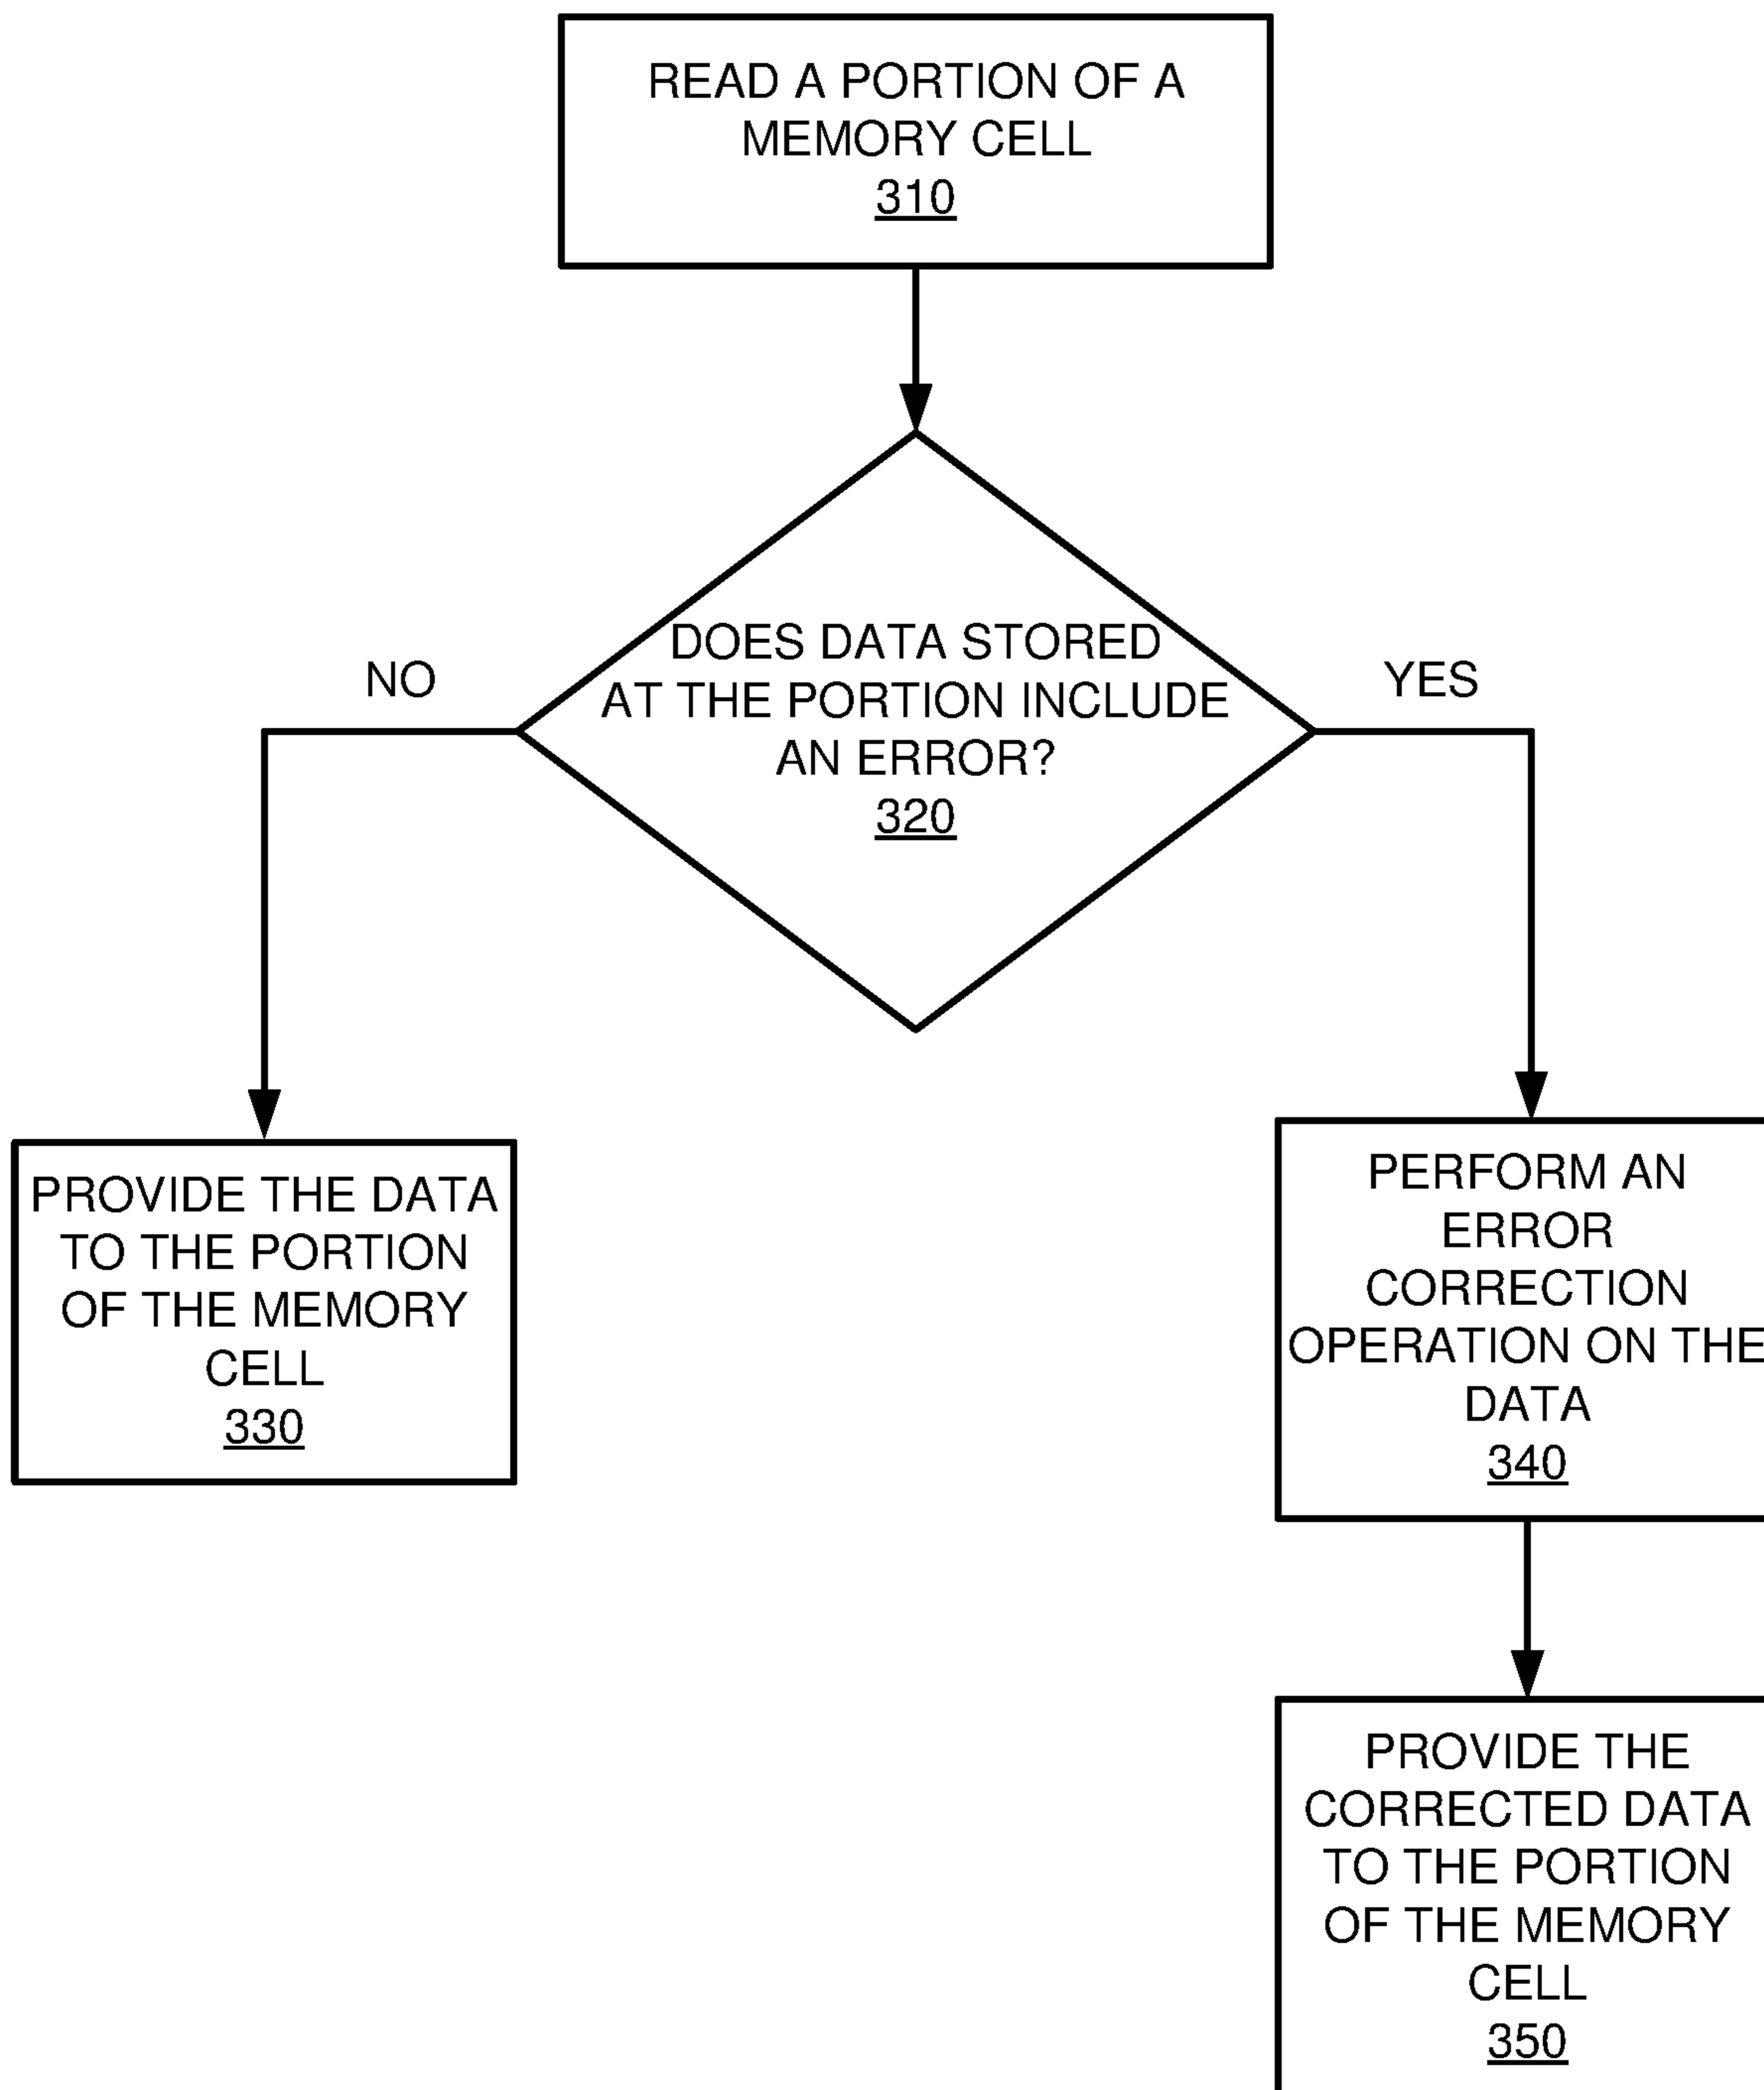 READ A PORTION OF A
MEMORY CELL
310
DOES DATA STORED
AT THE PORTION INCLUDE
AN ERROR?
320
NO
YES
PROVIDE THE DATA
TO THE PORTION
OF THE MEMORY
CELL
330
PERFORM AN
ERROR
CORRECTION
OPERATION ON THE
DATA
340
PROVIDE THE
CORRECTED DATA
TO THE PORTION
OF THE MEMORY
CELL
350